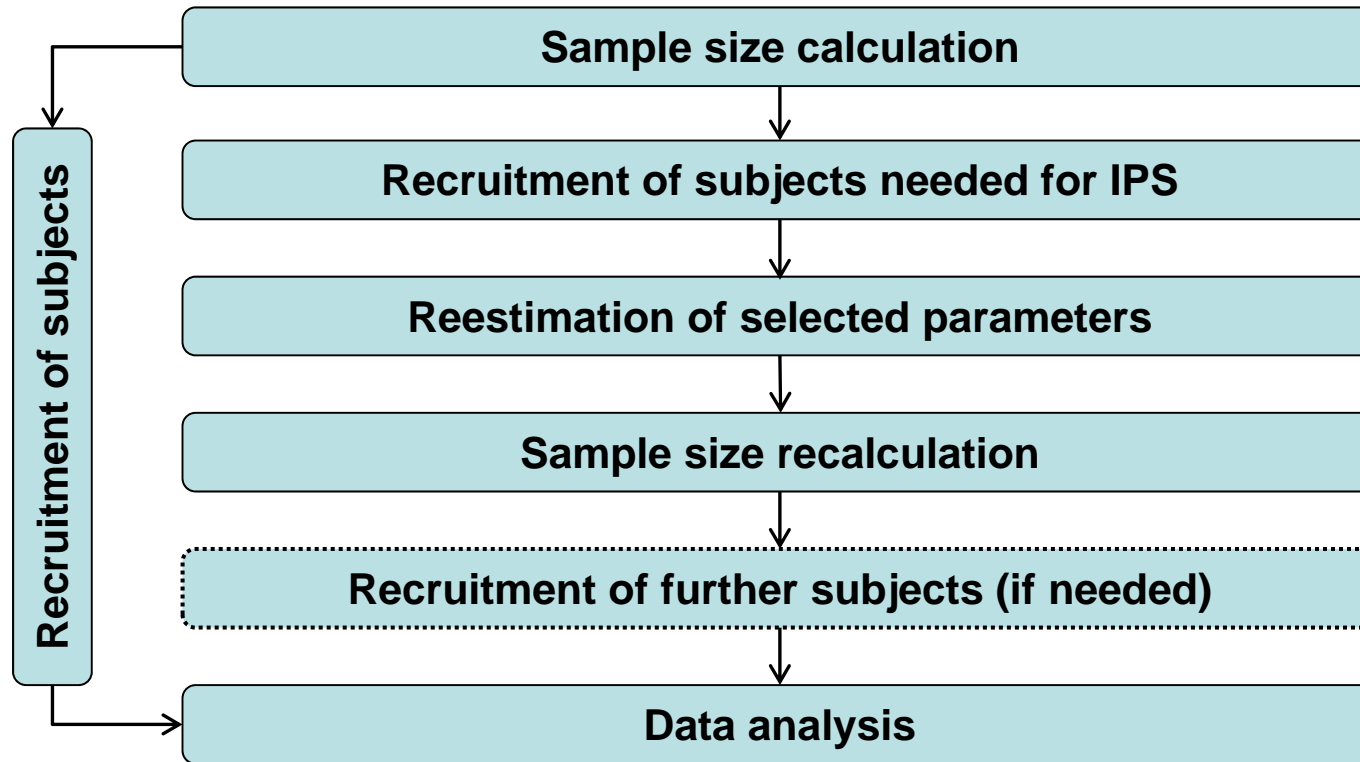 Sample size calculation
Recruitment of subjects
Recruitment of subjects needed for IPS
Reestimation of selected parameters
Sample size recalculation
Recruitment of further subjects (if needed)
Data analysis